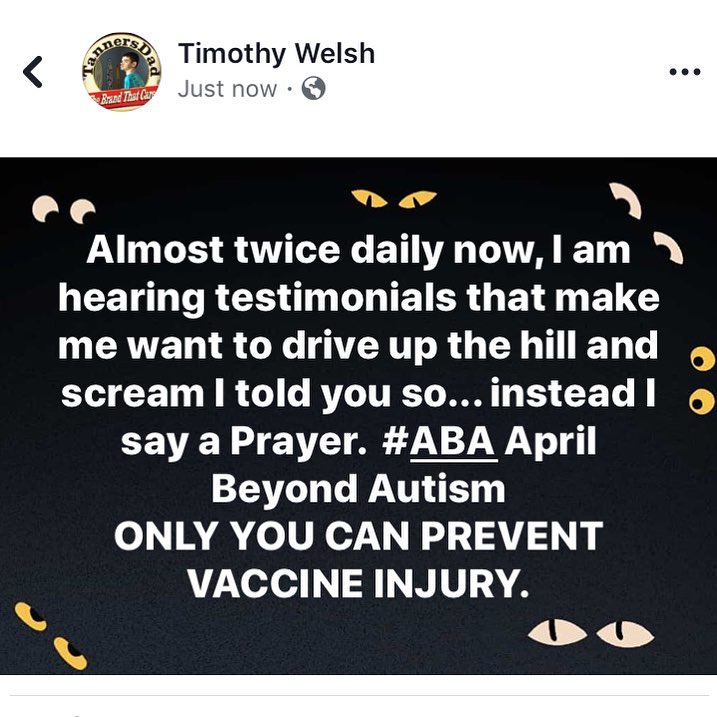 TannersDad
The Brand That Care
Timothy Welsh
Just now ·
Almost twice daily now, I am
hearing testimonials that make
me want to drive up the hill and
scream I told you so... instead I
say a Prayer. #ABA April
Beyond Autism
ONLY YOU CAN PREVENT
VACCINE INJURY.